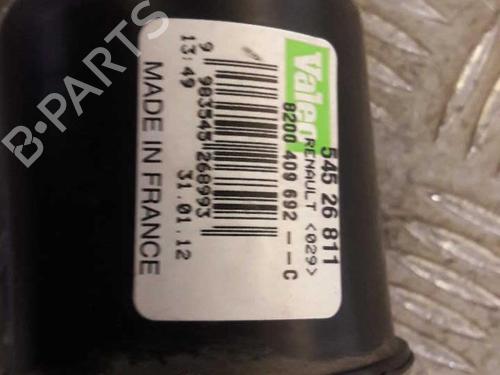 Valeo
545 26 811
RENAULT <029>
8200 409 692 -- C
9 983545 268993
13:49
31.01.12
MADE IN FRANCE
B-PARTS